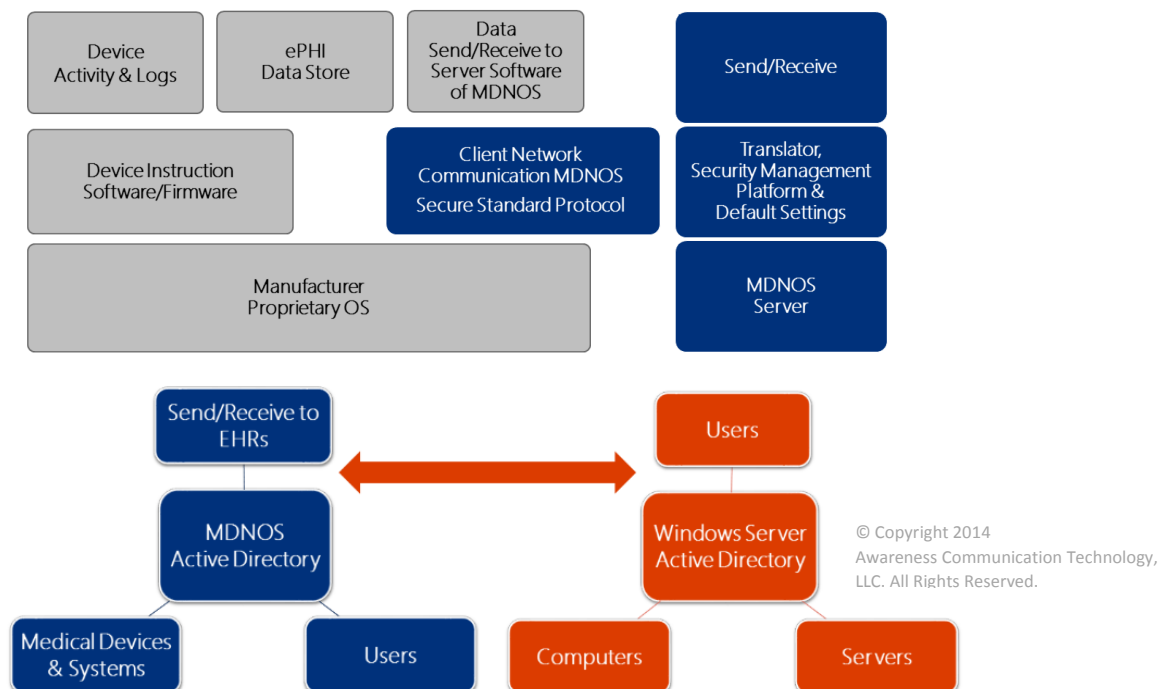 Device
Activity & Logs
ePHI
Data Store
Data
Send/Receive to
Server Software
of MDNOS
Send/Receive
Device Instruction
Software/Firmware
Client Network
Communication MDNOS
Secure Standard Protocol
Translator,
Security Management
Platform &
Default Settings
Manufacturer
Proprietary OS
MDNOS
Server
Send/Receive to
EHRs
Users
MDNOS
Active Directory
Windows Server
Active Directory
© Copyright 2014
Awareness Communication Technology,
LLC. All Rights Reserved.
Medical Devices
& Systems
Users
Computers
Servers